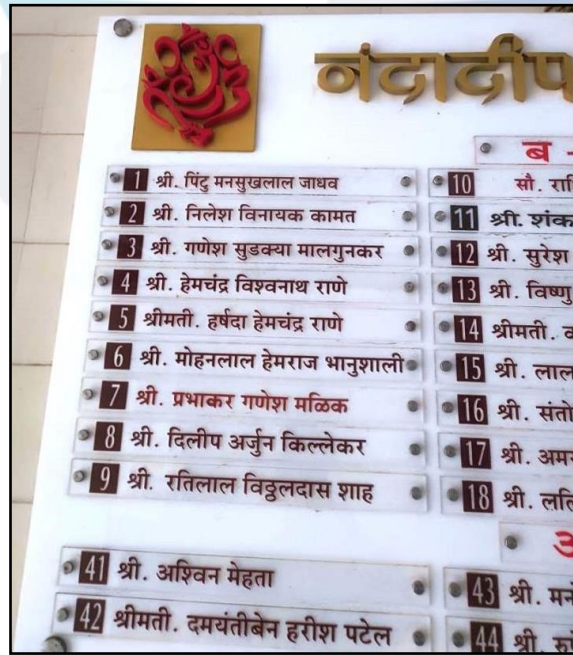 नंदादीप
ब -
1 श्री. पिंटु मनसुखलाल जाधव
2 श्री. निलेश विनायक कामत
3 श्री. गणेश सुडक्या मालगुनकर
4 श्री. हेमचंद्र विश्वनाथ राणे
5 श्रीमती. हर्षदा हेमचंद्र राणे
6 श्री. मोहनलाल हेमराज भानुशाली
7 श्री. प्रभाकर गणेश मळिक
8 श्री. दिलीप अर्जुन किल्लेकर
9 श्री. रतिलाल विठ्ठलदास शाह
10 सौ.
11 श्री. शंक
12 श्री. सुरेश
13 श्री. विष्णु
14 श्रीमती.
15 श्री. लाल
16 श्री. संतो
17 श्री.
18 श्री.
41 श्री. अश्विन मेहता
42 श्रीमती. दमयंतीबेन हरीश पटेल
43 श्री.
44 श्री.